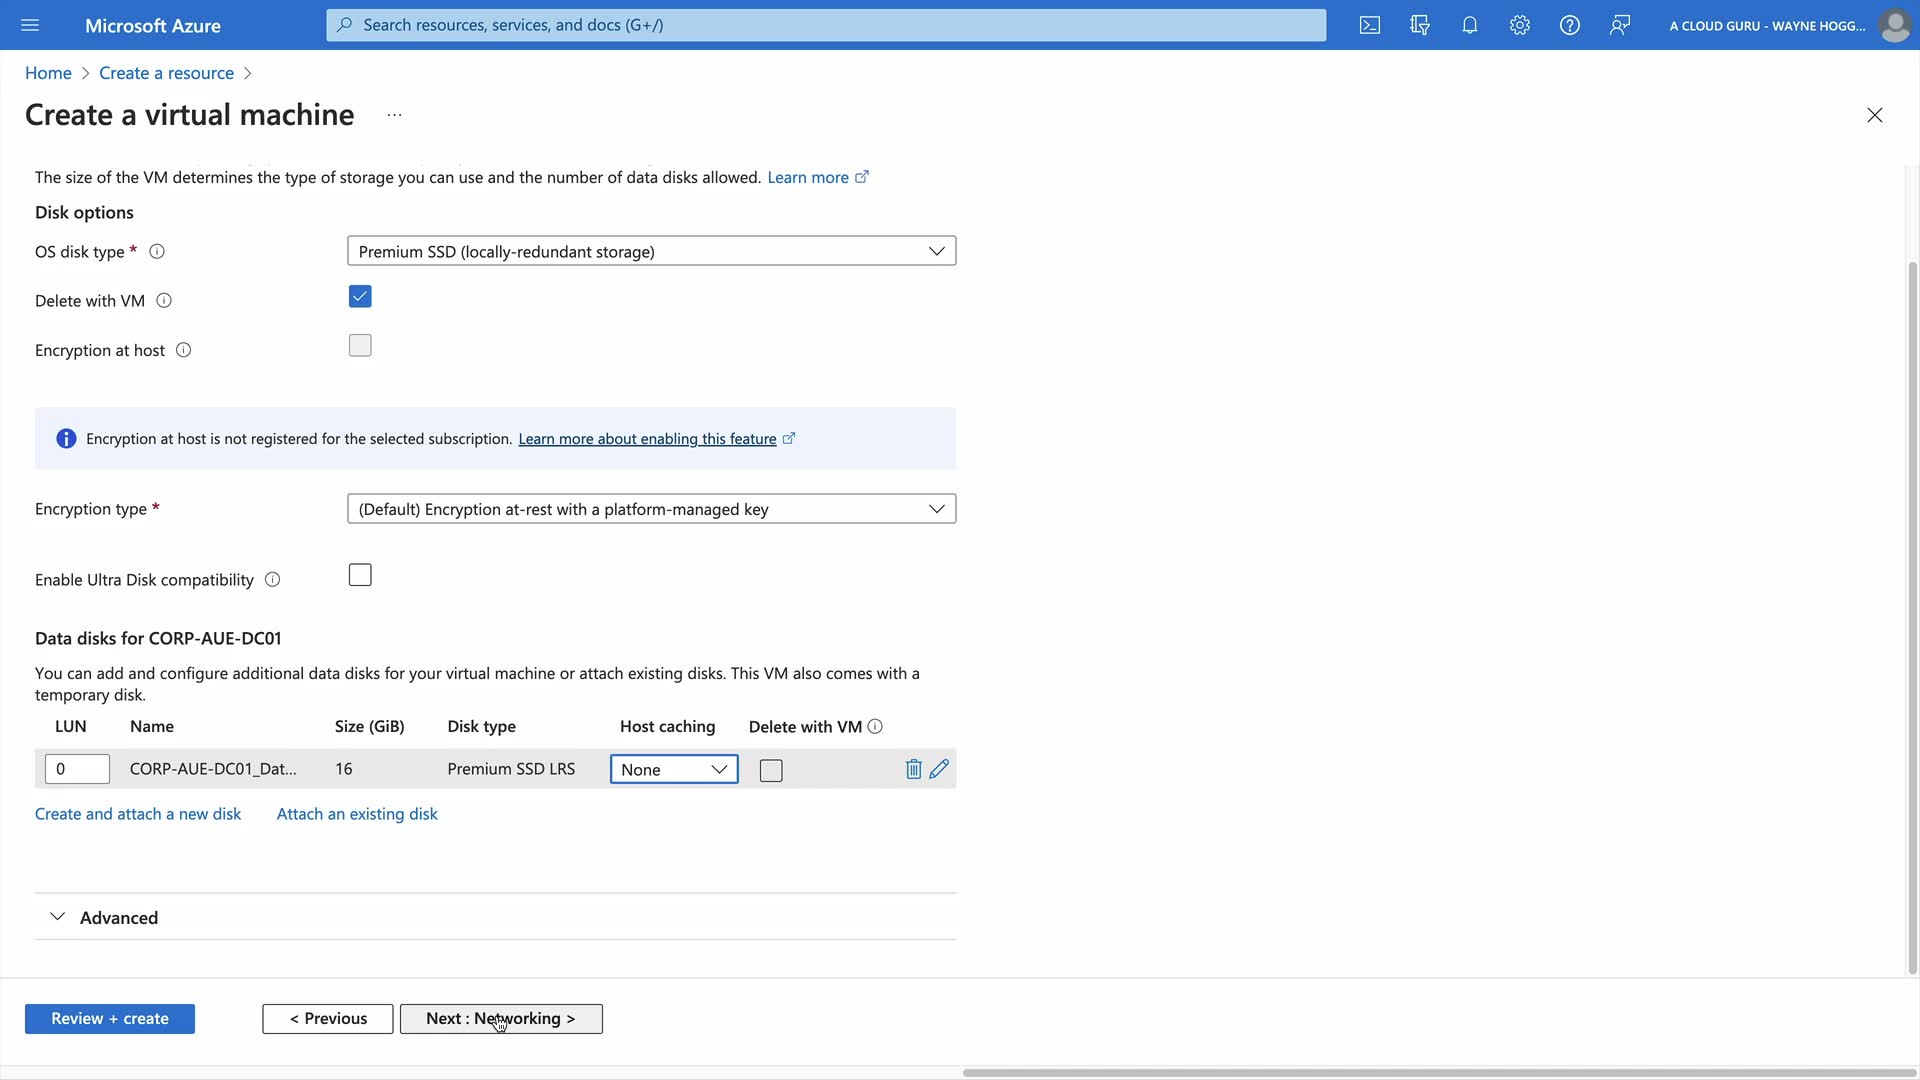 Microsoft Azure
Search resources, services, and docs (G+/)
A CLOUD GURU - WAYNE HOGG...
Home > Create a resource >
Create a virtual machine ...
The size of the VM determines the type of storage you can use and the number of data disks allowed. Learn more
Disk options
OS disk type *
Premium SSD (locally-redundant storage)
Delete with VM
Encryption at host
Encryption at host is not registered for the selected subscription. Learn more about enabling this feature
Encryption type *
(Default) Encryption at-rest with a platform-managed key
Enable Ultra Disk compatibility
Data disks for CORP-AUE-DC01
You can add and configure additional data disks for your virtual machine or attach existing disks. This VM also comes with a
temporary disk.
LUN Name Size (GiB) Disk type Host caching Delete with VM
0 CORP-AUE-DC01_Dat... 16 Premium SSD LRS None
Create and attach a new disk Attach an existing disk
Advanced
Review + create < Previous Next : Networking >